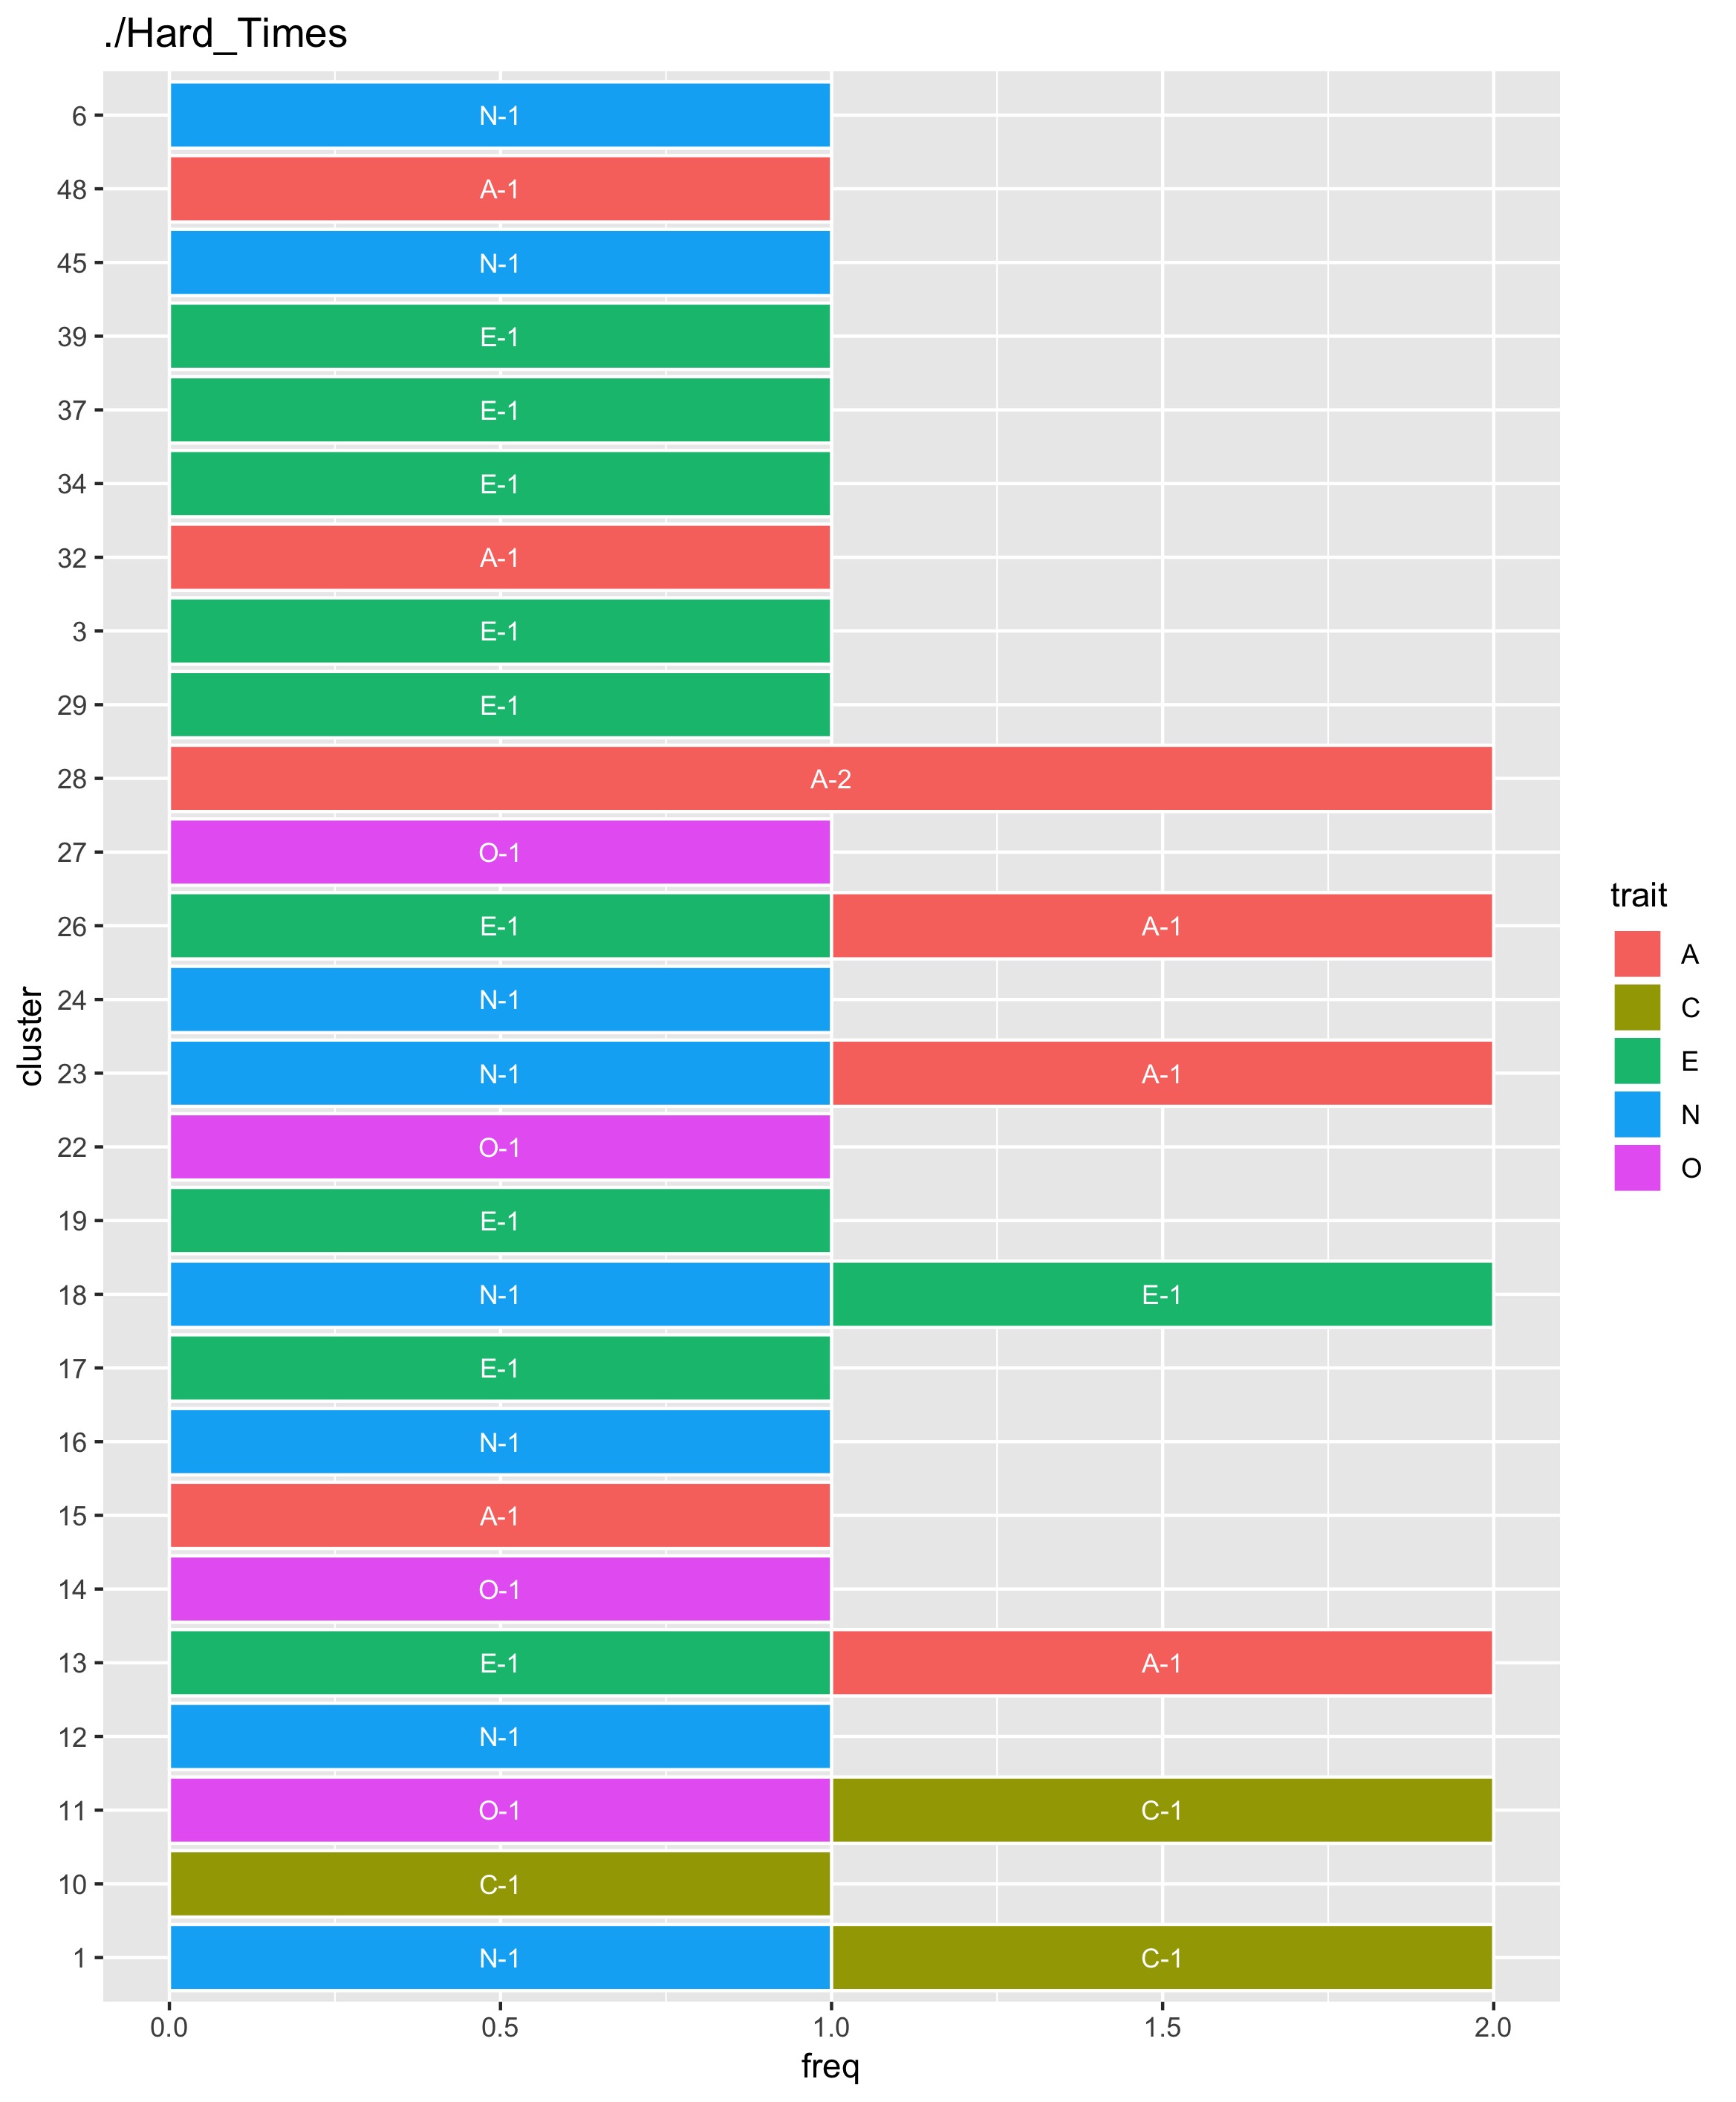 ./Hard_Times
6 N-1
48 A-1
45 N-1
39 E-1
37 E-1
34 E-1
32 A-1
3 E-1
29 E-1
28 A-2
27 O-1
26 E-1 A-1
24 N-1
23 N-1 A-1
22 O-1
19 E-1
18 N-1 E-1
17 E-1
16 N-1
15 A-1
14 O-1
13 E-1 A-1
12 N-1
11 O-1 C-1
10 C-1
1 N-1 C-1
0.0 0.5 1.0 1.5 2.0
freq
cluster
trait
A
C
E
N
O